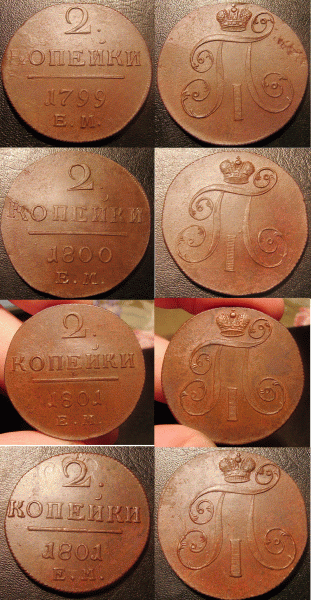 2.
КОПЕЙКИ
1799
Е.М.
2.
КОПЕЙКИ
1800
Е.М.
2.
КОПЕЙКИ
1801
Е.М.
2.
КОПЕЙКИ
1801
Е.М.